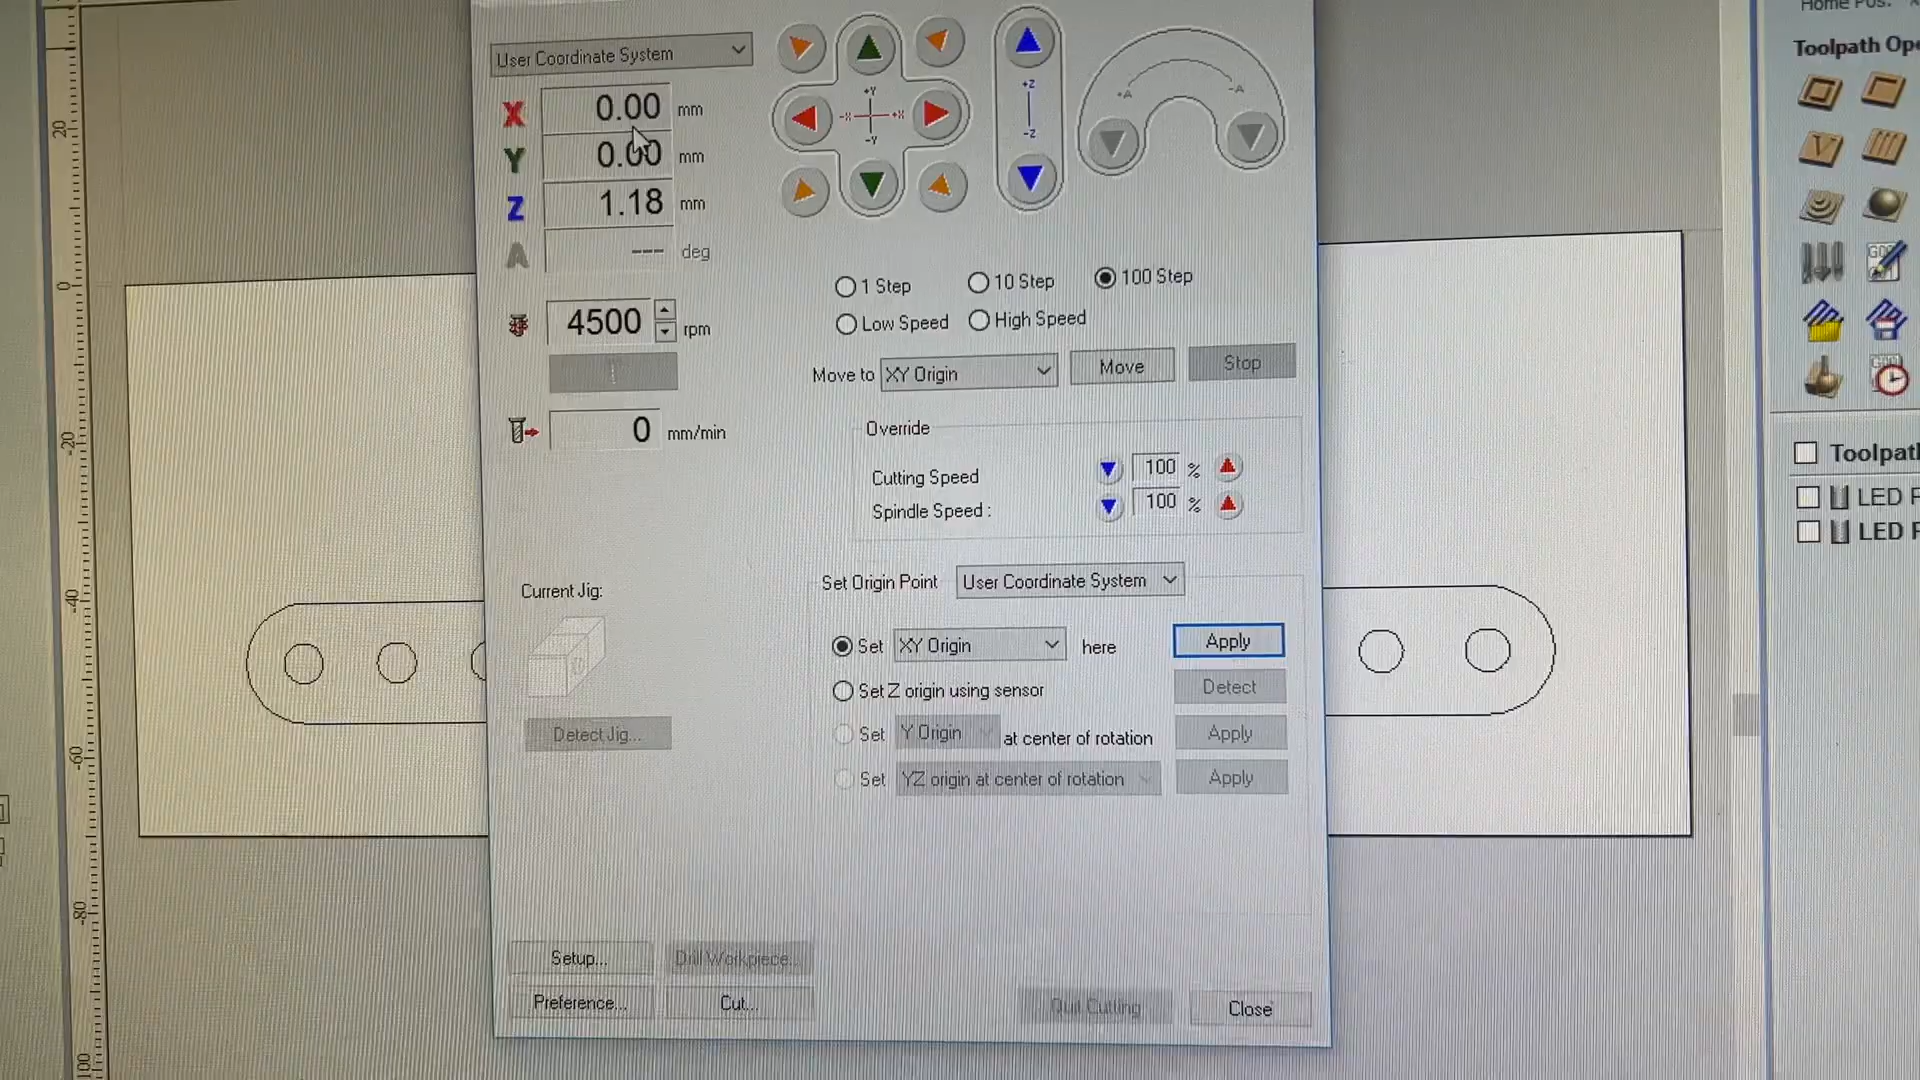 Home Pos.
User Coordinate System
X 0.00 mm
Y 0.00 mm
Z 1.18 mm
A --- deg
+Y
-X +X
-Y
+Z
-Z
+A -A
4500 rpm
0 mm/min
1 Step 10 Step 100 Step
Low Speed High Speed
Move to XY Origin Move Stop
Override
Cutting Speed 100 %
Spindle Speed : 100 %
Current Jig:
Detect Jig...
Set Origin Point User Coordinate System
Set XY Origin here Apply
Set Z origin using sensor Detect
Set Y Origin at center of rotation Apply
Set YZ origin at center of rotation Apply
Setup... Drill Workpiece...
Preference... Cut... Quit Cutting Close
20
0
-20
-40
-60
-80
100
Toolpath Ope
V
Toolpath
LED
LED